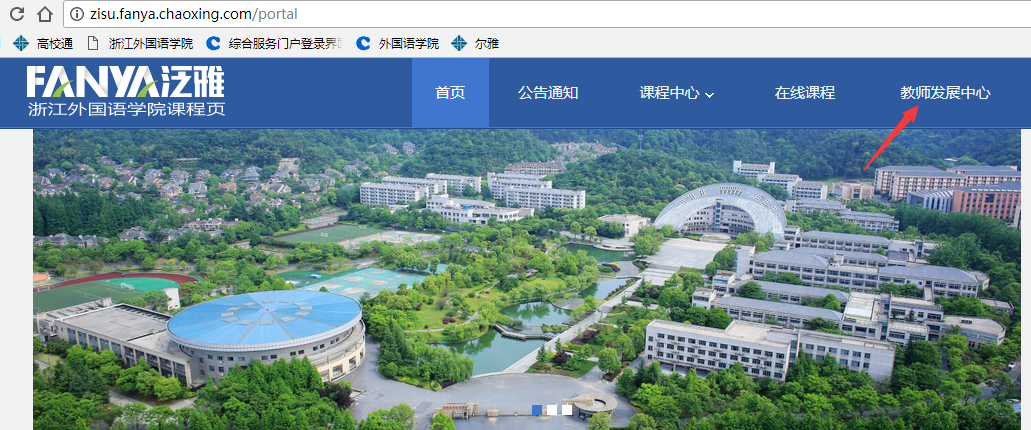 zisu.fanya.chaoxing.com/portal
高校通 浙江外国语学院 综合服务门户登录界 外国语学院 尔雅
FANYA泛雅
浙江外国语学院课程页
首页 公告通知 课程中心 在线课程 教师发展中心